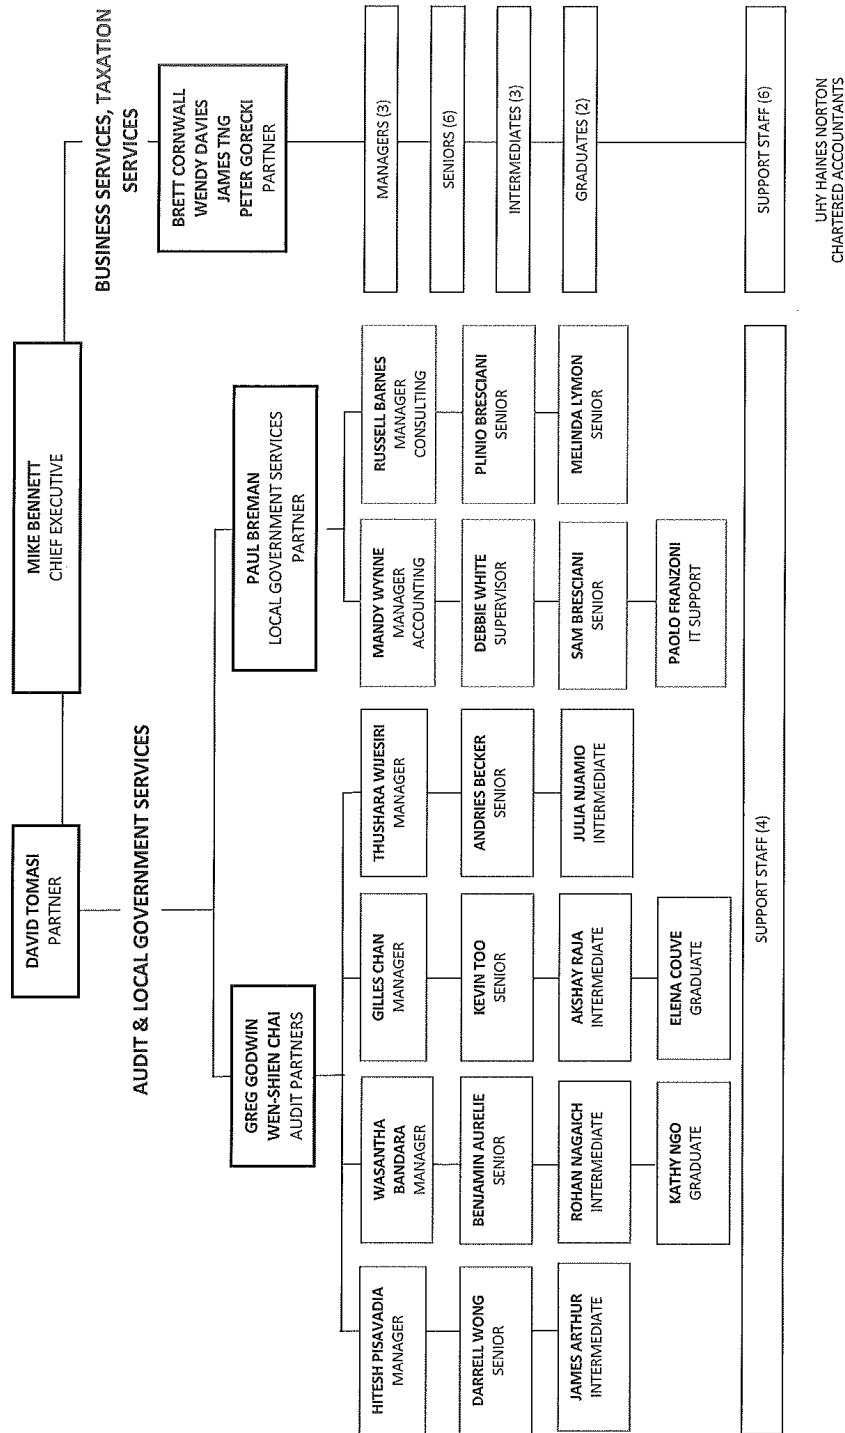 MIKE BENNETT
CHIEF EXECUTIVE
DAVID TOMASI
PARTNER
AUDIT & LOCAL GOVERNMENT SERVICES
BUSINESS SERVICES, TAXATION
SERVICES
GREG GODWIN
WEN-SHIEN CHAI
AUDIT PARTNERS
PAUL BREMAN
LOCAL GOVERNMENT SERVICES
PARTNER
BRETT CORNWALL
WENDY DAVIES
JAMES TNG
PETER GORECKI
PARTNER
HITESH PISAVADIA
MANAGER
WASANTHA
BANDARA
MANAGER
GILLES CHAN
MANAGER
THUSHARA WIJESIRI
MANAGER
MANDY WYNNE
MANAGER
ACCOUNTING
RUSSELL BARNES
MANAGER
CONSULTING
MANAGERS (3)
DARRELL WONG
SENIOR
BENJAMIN AURELIE
SENIOR
KEVIN TOO
SENIOR
ANDRIES BECKER
SENIOR
DEBBIE WHITE
SUPERVISOR
PLINIO BRESCIANI
SENIOR
SENIORS (6)
JAMES ARTHUR
INTERMEDIATE
ROHAN NAGAICH
INTERMEDIATE
AKSHAY RAJA
INTERMEDIATE
JULIA NJAMIO
INTERMEDIATE
SAM BRESCIANI
SENIOR
MELINDA LYMON
SENIOR
INTERMEDIATES (3)
GRADUATES (2)
KATHY NGO
GRADUATE
ELENA COUVE
GRADUATE
PAOLO FRANZONI
IT SUPPORT
SUPPORT STAFF (4)
SUPPORT STAFF (6)
UHY HAINES NORTON
CHARTERED ACCOUNTANTS